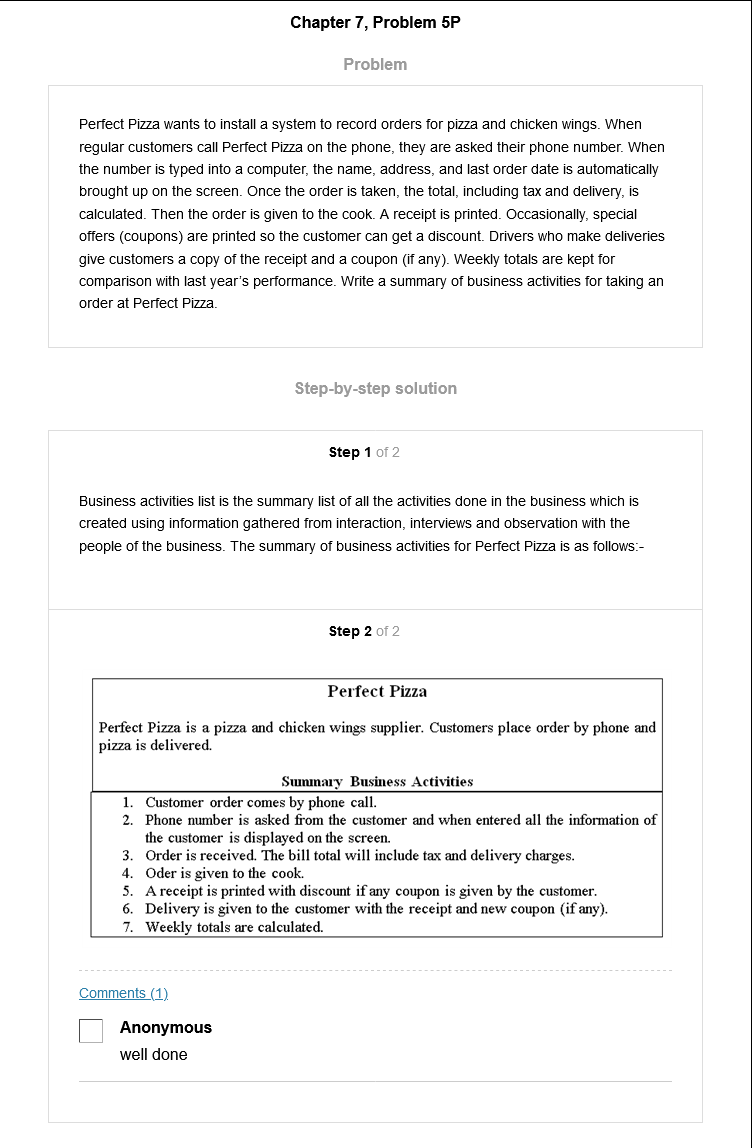 Chapter 7, Problem 5P
Problem
Perfect Pizza wants to install a system to record orders for pizza and chicken wings. When
regular customers call Perfect Pizza on the phone, they are asked their phone number. When
the number is typed into a computer, the name, address, and last order date is automatically
brought up on the screen. Once the order is taken, the total, including tax and delivery, is
calculated. Then the order is given to the cook. A receipt is printed. Occasionally, special
offers (coupons) are printed so the customer can get a discount. Drivers who make deliveries
give customers a copy of the receipt and a coupon (if any). Weekly totals are kept for
comparison with last year’s performance. Write a summary of business activities for taking an
order at Perfect Pizza.
Step-by-step solution
Step 1 of 2
Business activities list is the summary list of all the activities done in the business which is
created using information gathered from interaction, interviews and observation with the
people of the business. The summary of business activities for Perfect Pizza is as follows:-
Step 2 of 2
Perfect Pizza
Perfect Pizza is a pizza and chicken wings supplier. Customers place order by phone and
pizza is delivered.
Summary Business Activities
1. Customer order comes by phone call.
2. Phone number is asked from the customer and when entered all the information of
the customer is displayed on the screen.
3. Order is received. The bill total will include tax and delivery charges.
4. Oder is given to the cook.
5. A receipt is printed with discount if any coupon is given by the customer.
6. Delivery is given to the customer with the receipt and new coupon (if any).
7. Weekly totals are calculated.
Comments (1)
Anonymous
well done